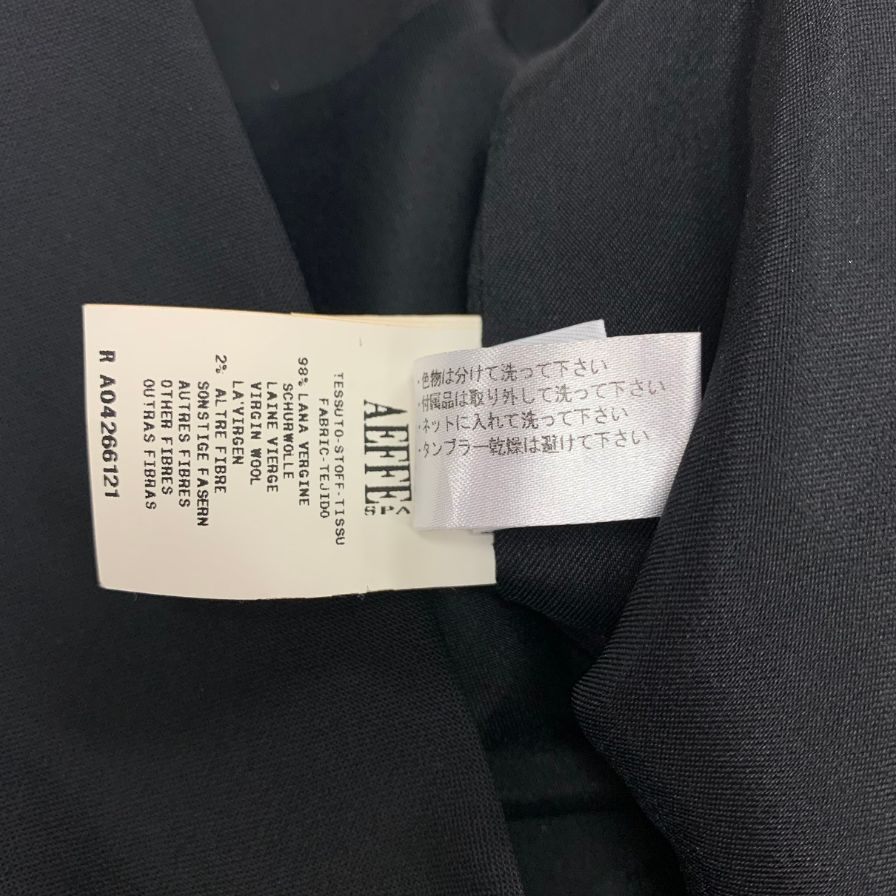 AEFFE
TESSUTO-STOFF-TISSU
FABRIC-TEJIDO
98% LANA VERGINE
SCHURWOLLE
LAINE VIERGE
VIRGIN WOOL
LA'VIRGEN
2% ALTRE FIBRE
SONSTIGE FASERN
AUTRES FIBRES
OTHER FIBRES
OUTRAS FIBRAS
R A04266121
・色物は分けて洗って下さい
・付属品は取り外して洗って下さい
・ネットに入れて洗って下さい
・タンブラー乾燥は避けて下さい